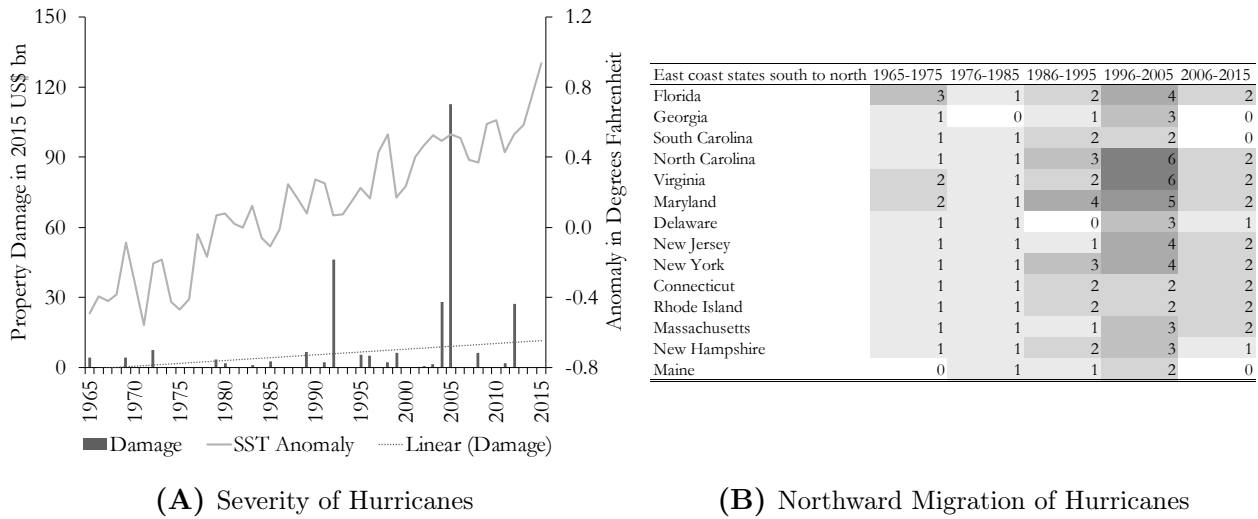 150
120
90
60
30
0
Property Damage in 2015 US$ bn
1.2
0.9
0.6
0.3
0.0
-0.3
-0.6
-0.8
Anomaly in Degrees Fahrenheit
1965
1970
1975
1980
1985
1990
1995
2000
2005
2010
2015
Damage SST Anomaly Linear (Damage)
(A) Severity of Hurricanes
East coast states south to north 1965-1975 1976-1985 1986-1995 1996-2005 2006-2015
Florida 3 1 2 4 2
Georgia 1 0 1 3 0
South Carolina 1 1 2 2 0
North Carolina 1 1 3 6 2
Virginia 2 1 2 6 2
Maryland 2 1 4 5 2
Delaware 1 1 0 3 1
New Jersey 1 1 1 4 2
New York 1 1 3 4 2
Connecticut 1 1 2 2 2
Rhode Island 1 1 2 2 2
Massachusetts 1 1 1 3 2
New Hampshire 1 1 2 3 1
Maine 0 1 1 2 0
(B) Northward Migration of Hurricanes